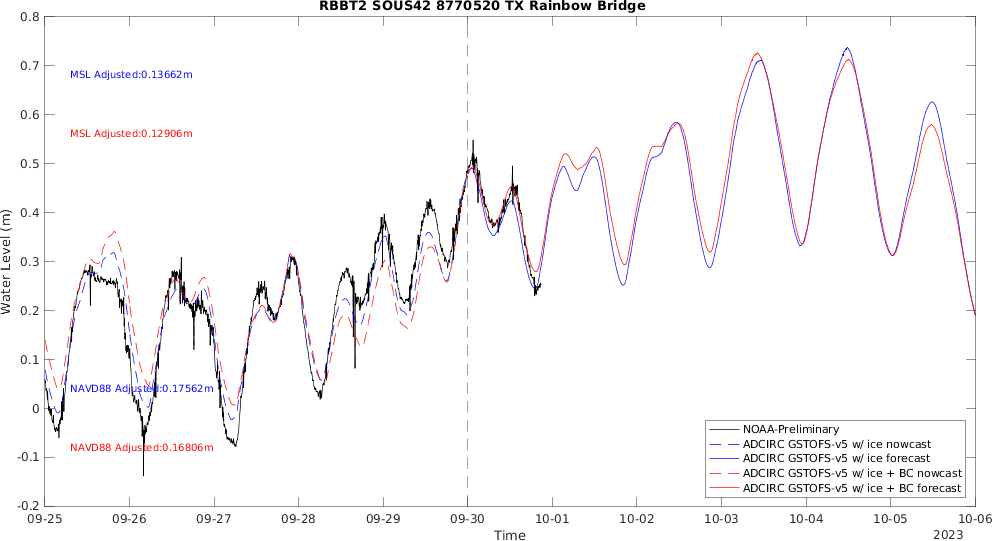 RBBT2 SOUS42 8770520 TX Rainbow Bridge
0.8
0.7
0.6
0.5
0.4
0.3
0.2
0.1
0
-0.1
-0.2
Water Level (m)
MSL Adjusted:0.13662m
MSL Adjusted:0.12906m
NAVD88 Adjusted:0.17562m
NAVD88 Adjusted:0.16806m
NOAA-Preliminary
ADCIRC GSTOFS-v5 w/ ice nowcast
ADCIRC GSTOFS-v5 w/ ice forecast
ADCIRC GSTOFS-v5 w/ ice + BC nowcast
ADCIRC GSTOFS-v5 w/ ice + BC forecast
09-25 09-26 09-27 09-28 09-29 09-30 10-01 10-02 10-03 10-04 10-05 10-06
Time
2023